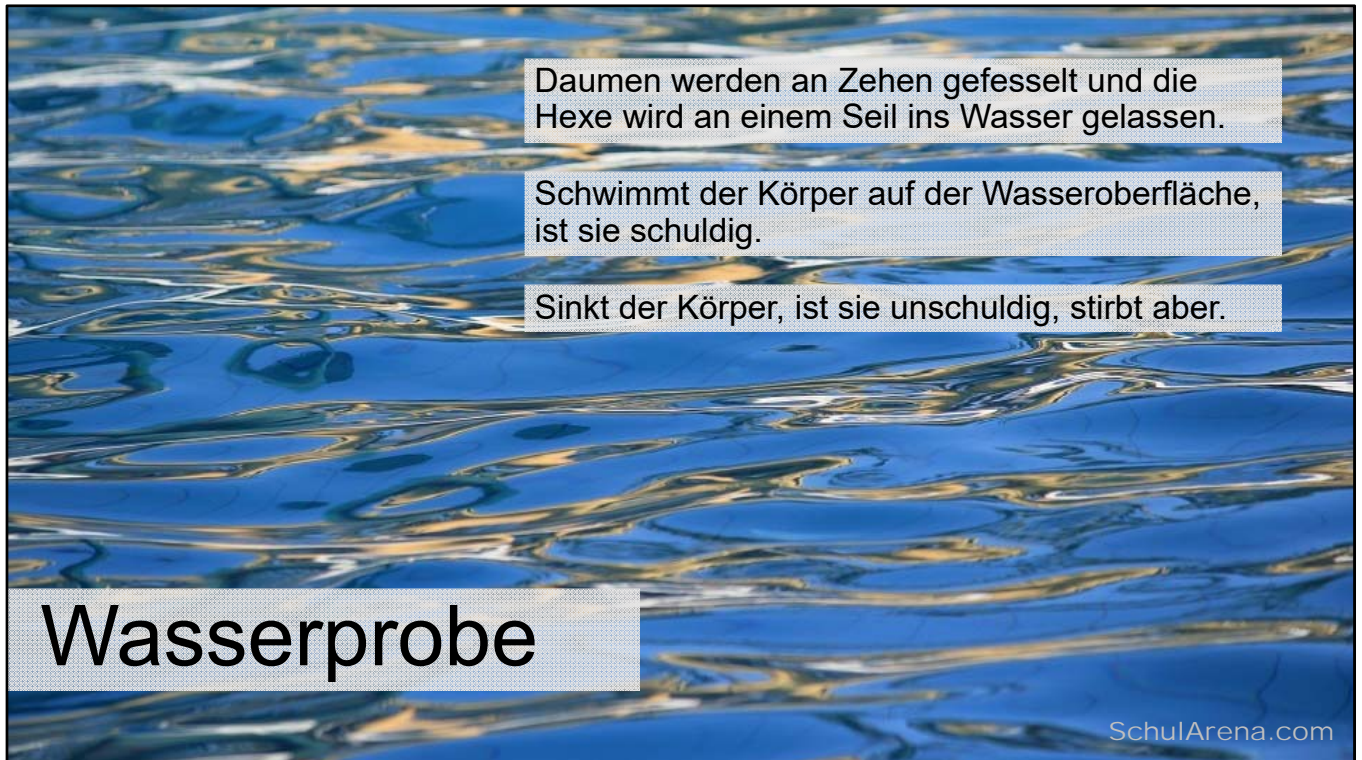 Daumen werden an Zehen gefesselt und die
Hexe wird an einem Seil ins Wasser gelassen.
Schwimmt der Körper auf der Wasseroberfläche,
ist sie schuldig.
Sinkt der Körper, ist sie unschuldig, stirbt aber.
Wasserprobe
SchulArena.com